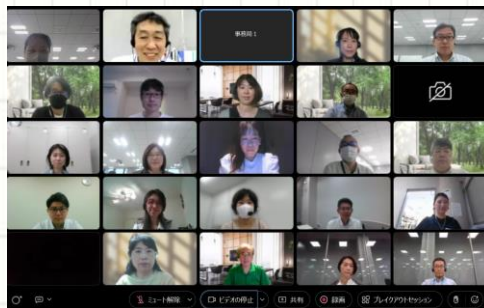 事務局1
ミュート解除
ビデオの停止
共有
録画
ブレイクアウトセッション